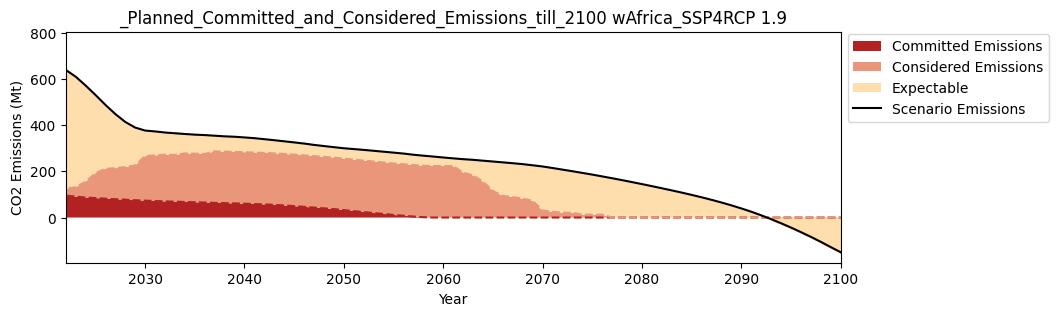 _Planned_Committed_and_Considered_Emissions_till_2100 wAfrica_SSP4RCP 1.9
CO2 Emissions (Mt)
800
600
400
200
0
2030 2040 2050 2060 2070 2080 2090 2100
Year
Committed Emissions
Considered Emissions
Expectable
Scenario Emissions